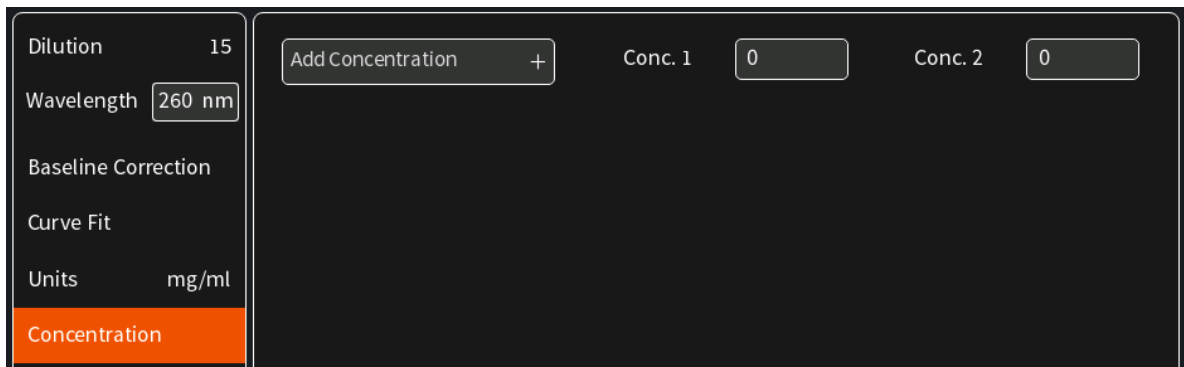 Dilution 15
Wavelength 260 nm
Baseline Correction
Curve Fit
Units mg/ml
Concentration
Add Concentration +
Conc. 1 0
Conc. 2 0